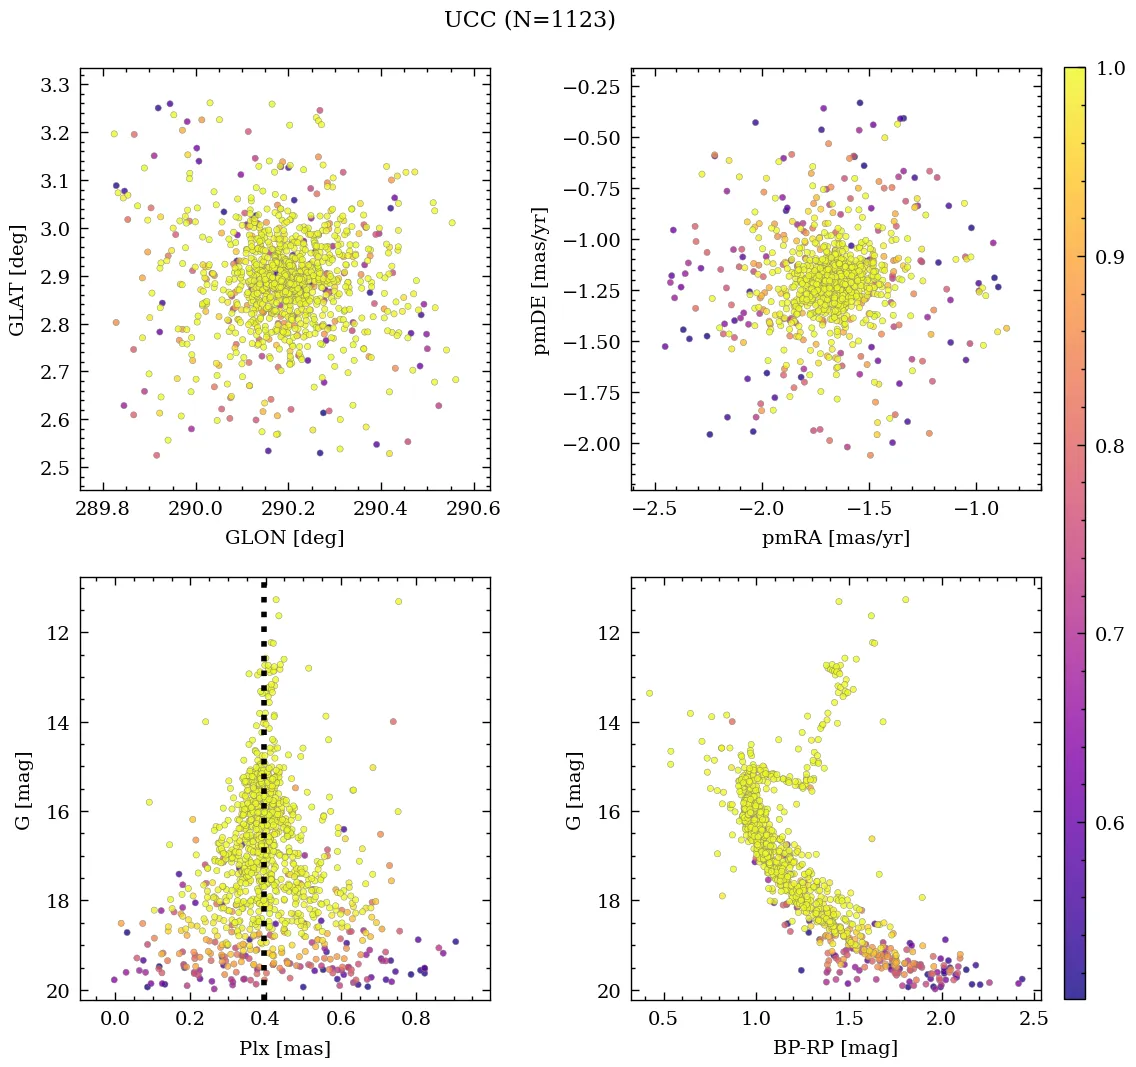 UCC (N=1123)
3.3
3.2
3.1
3.0
2.9
2.8
2.7
2.6
2.5
GLAT [deg]
289.8 290.0 290.2 290.4 290.6
GLON [deg]
−0.25
−0.50
−0.75
−1.00
−1.25
−1.50
−1.75
−2.00
pmDE [mas/yr]
−2.5 −2.0 −1.5 −1.0
pmRA [mas/yr]
1.0
0.9
0.8
0.7
0.6
12
14
16
18
20
G [mag]
0.0 0.2 0.4 0.6 0.8
Plx [mas]
12
14
16
18
20
G [mag]
0.5 1.0 1.5 2.0 2.5
BP-RP [mag]